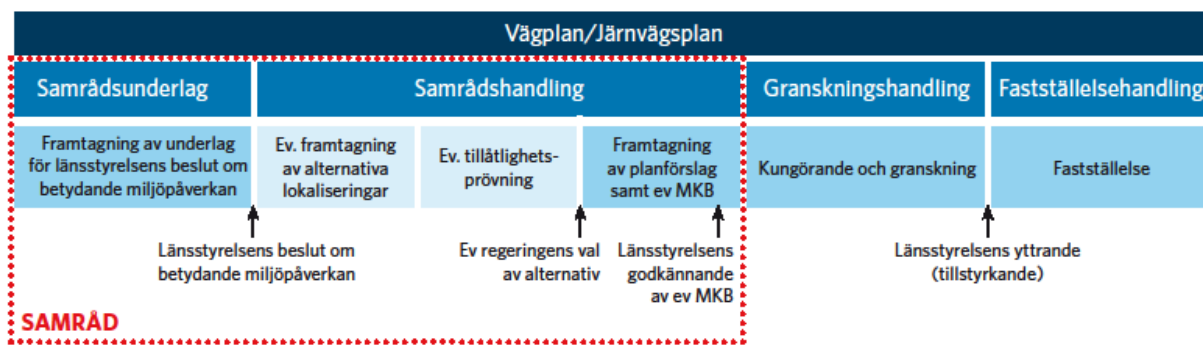 Vägplan/Järnvägsplan
Samrådsunderlag
Samrådshandling
Granskningshandling
Fastställelsehandling
Framtagning av underlag
för länsstyrelsens beslut om
betydande miljöpåverkan
Ev. framtagning
av alternativa
lokaliseringar
Ev. tillåtlighets-
prövning
Framtagning
av planförslag
samt ev MKB
Kungörande och granskning
Fastställelse
Länsstyrelsens beslut om
betydande miljöpåverkan
Ev regeringens val
av alternativ
Länsstyrelsens
godkännande
av ev MKB
Länsstyrelsens yttrande
(tillstyrkande)
SAMRÅD